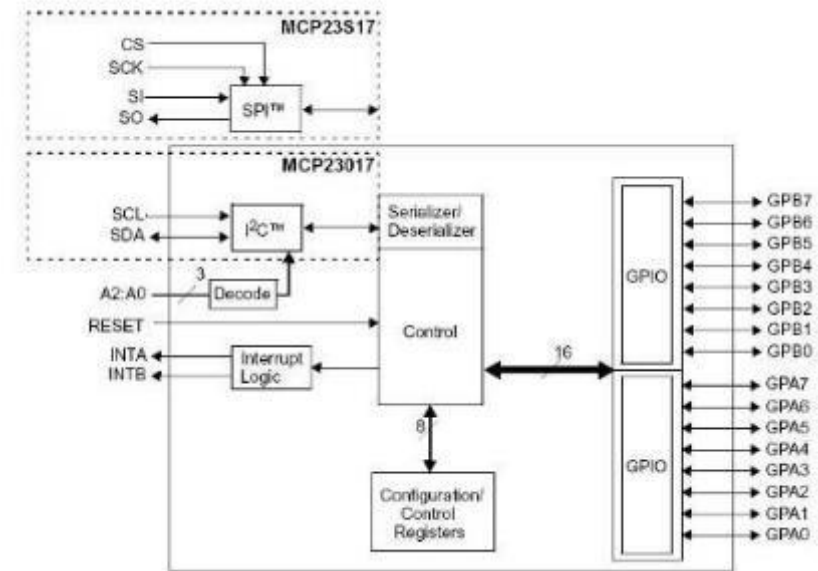 MCP23S17
CS
SCK
SI
SO
SPI™
MCP23017
SCL
SDA
I²C™
Serializer/
Deserializer
3
A2:A0
Decode
RESET
Control
INTA
INTB
Interrupt
Logic
16
8
Configuration/
Control
Registers
GPIO
GPB7
GPB6
GPB5
GPB4
GPB3
GPB2
GPB1
GPB0
GPIO
GPA7
GPA6
GPA5
GPA4
GPA3
GPA2
GPA1
GPA0